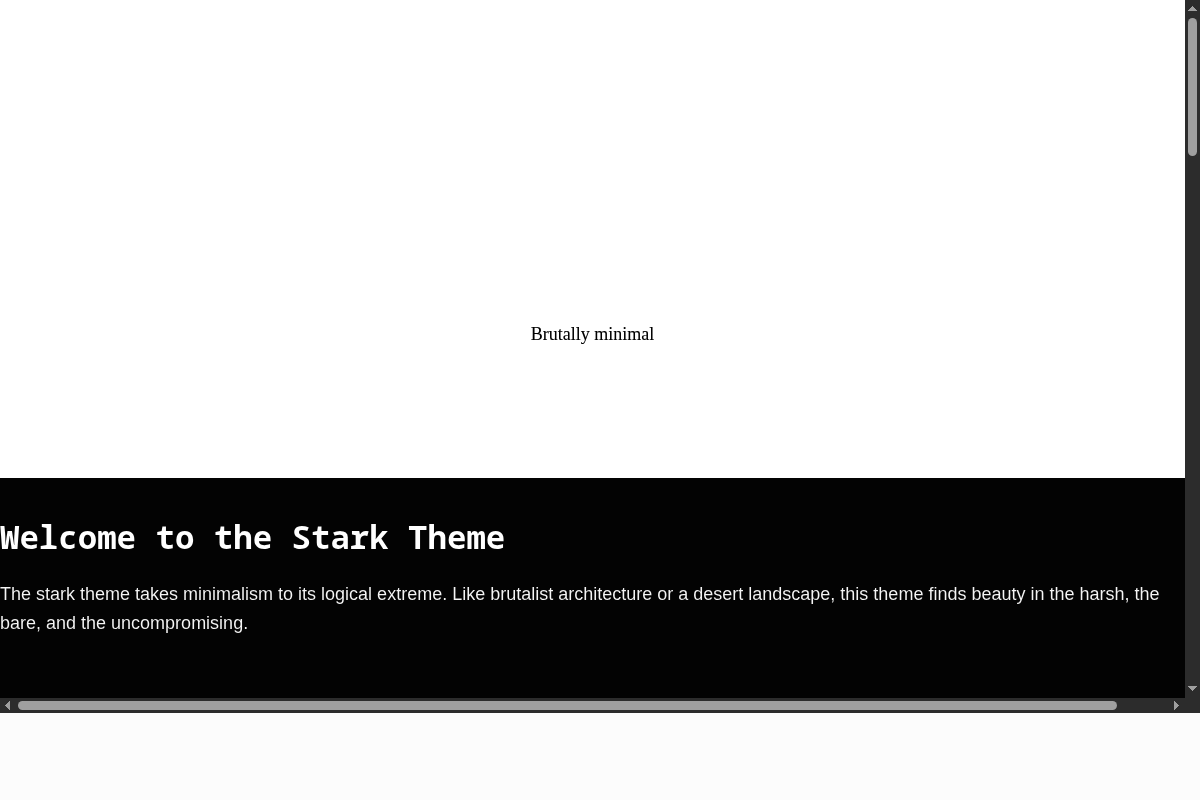 Brutally minimal
Welcome to the Stark Theme
The stark theme takes minimalism to its logical extreme. Like brutalist architecture or a desert landscape, this theme finds beauty in the harsh, the
bare, and the uncompromising.